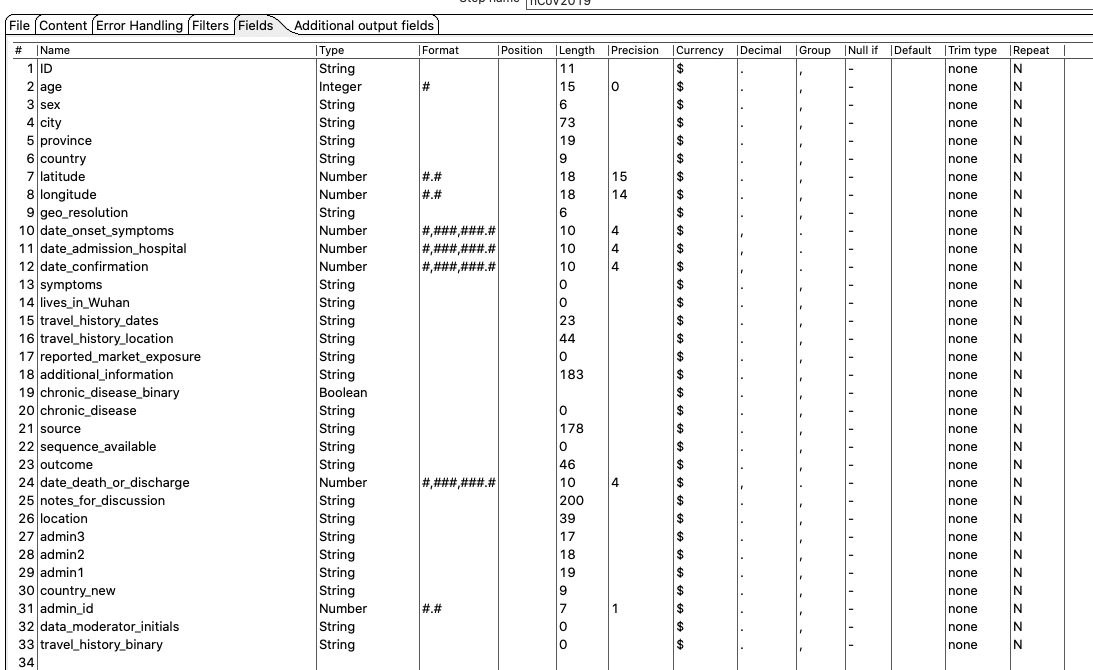 Step name nCoV2019
File Content Error Handling Filters Fields Additional output fields
# Name Type Format Position Length Precision Currency Decimal Group Null if Default Trim type Repeat
1 ID String 11 $ . , - none N
2 age Integer # 15 0 $ . , - none N
3 sex String 6 $ . , - none N
4 city String 73 $ . , - none N
5 province String 19 $ . , - none N
6 country String 9 $ . , - none N
7 latitude Number #.# 18 15 $ . , - none N
8 longitude Number #.# 18 14 $ . , - none N
9 geo_resolution String 6 $ . , - none N
10 date_onset_symptoms Number #,###,###.# 10 4 $ , . - none N
11 date_admission_hospital Number #,###,###.# 10 4 $ , . - none N
12 date_confirmation Number #,###,###.# 10 4 $ , . - none N
13 symptoms String 0 $ . , - none N
14 lives_in_Wuhan String 0 $ . , - none N
15 travel_history_dates String 23 $ . , - none N
16 travel_history_location String 44 $ . , - none N
17 reported_market_exposure String 0 $ . , - none N
18 additional_information String 183 $ . , - none N
19 chronic_disease_binary Boolean $ . , - none N
20 chronic_disease String 0 $ . , - none N
21 source String 178 $ . , - none N
22 sequence_available String 0 $ . , - none N
23 outcome String 46 $ . , - none N
24 date_death_or_discharge Number #,###,###.# 10 4 $ , . - none N
25 notes_for_discussion String 200 $ . , - none N
26 location String 39 $ . , - none N
27 admin3 String 17 $ . , - none N
28 admin2 String 18 $ . , - none N
29 admin1 String 19 $ . , - none N
30 country_new String 9 $ . , - none N
31 admin_id Number #.# 7 1 $ . , - none N
32 data_moderator_initials String 0 $ . , - none N
33 travel_history_binary String 0 $ . , - none N
34